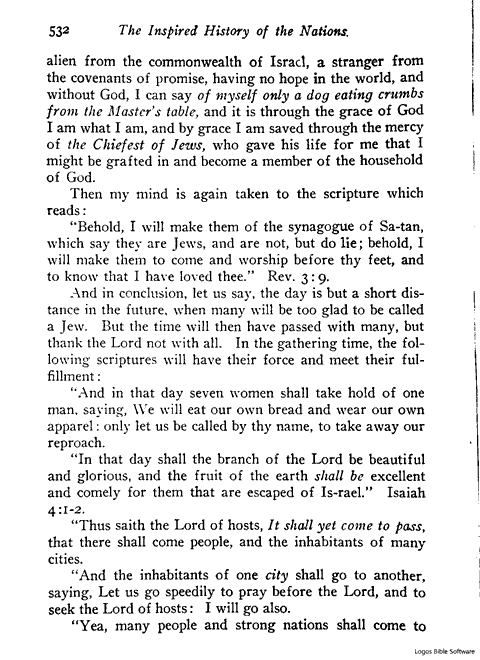 532 The Inspired History of the Nations.
alien from the commonwealth of Israel, a stranger from
the covenants of promise, having no hope in the world, and
without God, I can say of myself only a dog eating crumbs
from the Master's table, and it is through the grace of God
I am what I am, and by grace I am saved through the mercy
of the Chiefest of Jews, who gave his life for me that I
might be grafted in and become a member of the household
of God.
Then my mind is again taken to the scripture which
reads:
"Behold, I will make them of the synagogue of Sa-tan,
which say they are Jews, and are not, but do lie; behold, I
will make them to come and worship before thy feet, and
to know that I have loved thee." Rev. 3:9.
And in conclusion, let us say, the day is but a short dis-
tance in the future, when many will be too glad to be called
a Jew. But the time will then have passed with many, but
thank the Lord not with all. In the gathering time, the fol-
lowing scriptures will have their force and meet their ful-
fillment:
"And in that day seven women shall take hold of one
man, saying, We will eat our own bread and wear our own
apparel: only let us be called by thy name, to take away our
reproach.
"In that day shall the branch of the Lord be beautiful
and glorious, and the fruit of the earth shall be excellent
and comely for them that are escaped of Is-rael." Isaiah
4:1-2.
"Thus saith the Lord of hosts, It shall yet come to pass,
that there shall come people, and the inhabitants of many
cities.
"And the inhabitants of one city shall go to another,
saying, Let us go speedily to pray before the Lord, and to
seek the Lord of hosts: I will go also.
"Yea, many people and strong nations shall come to
Logos Bible Software